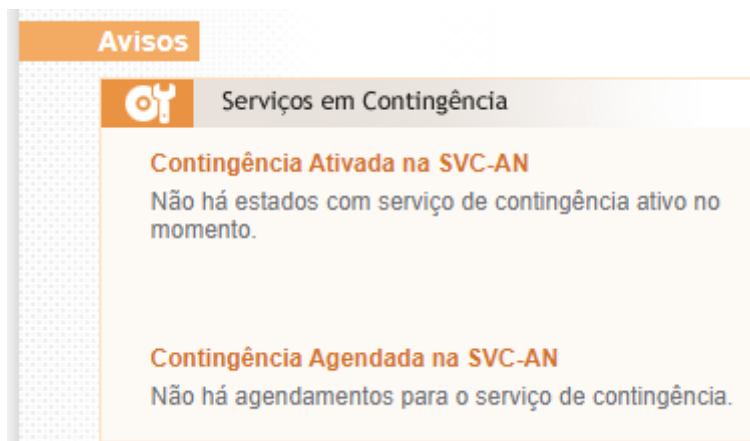 Avisos
Serviços em Contingência
Contingência Ativada na SVC-AN
Não há estados com serviço de contingência ativo no
momento.
Contingência Agendada na SVC-AN
Não há agendamentos para o serviço de contingência.